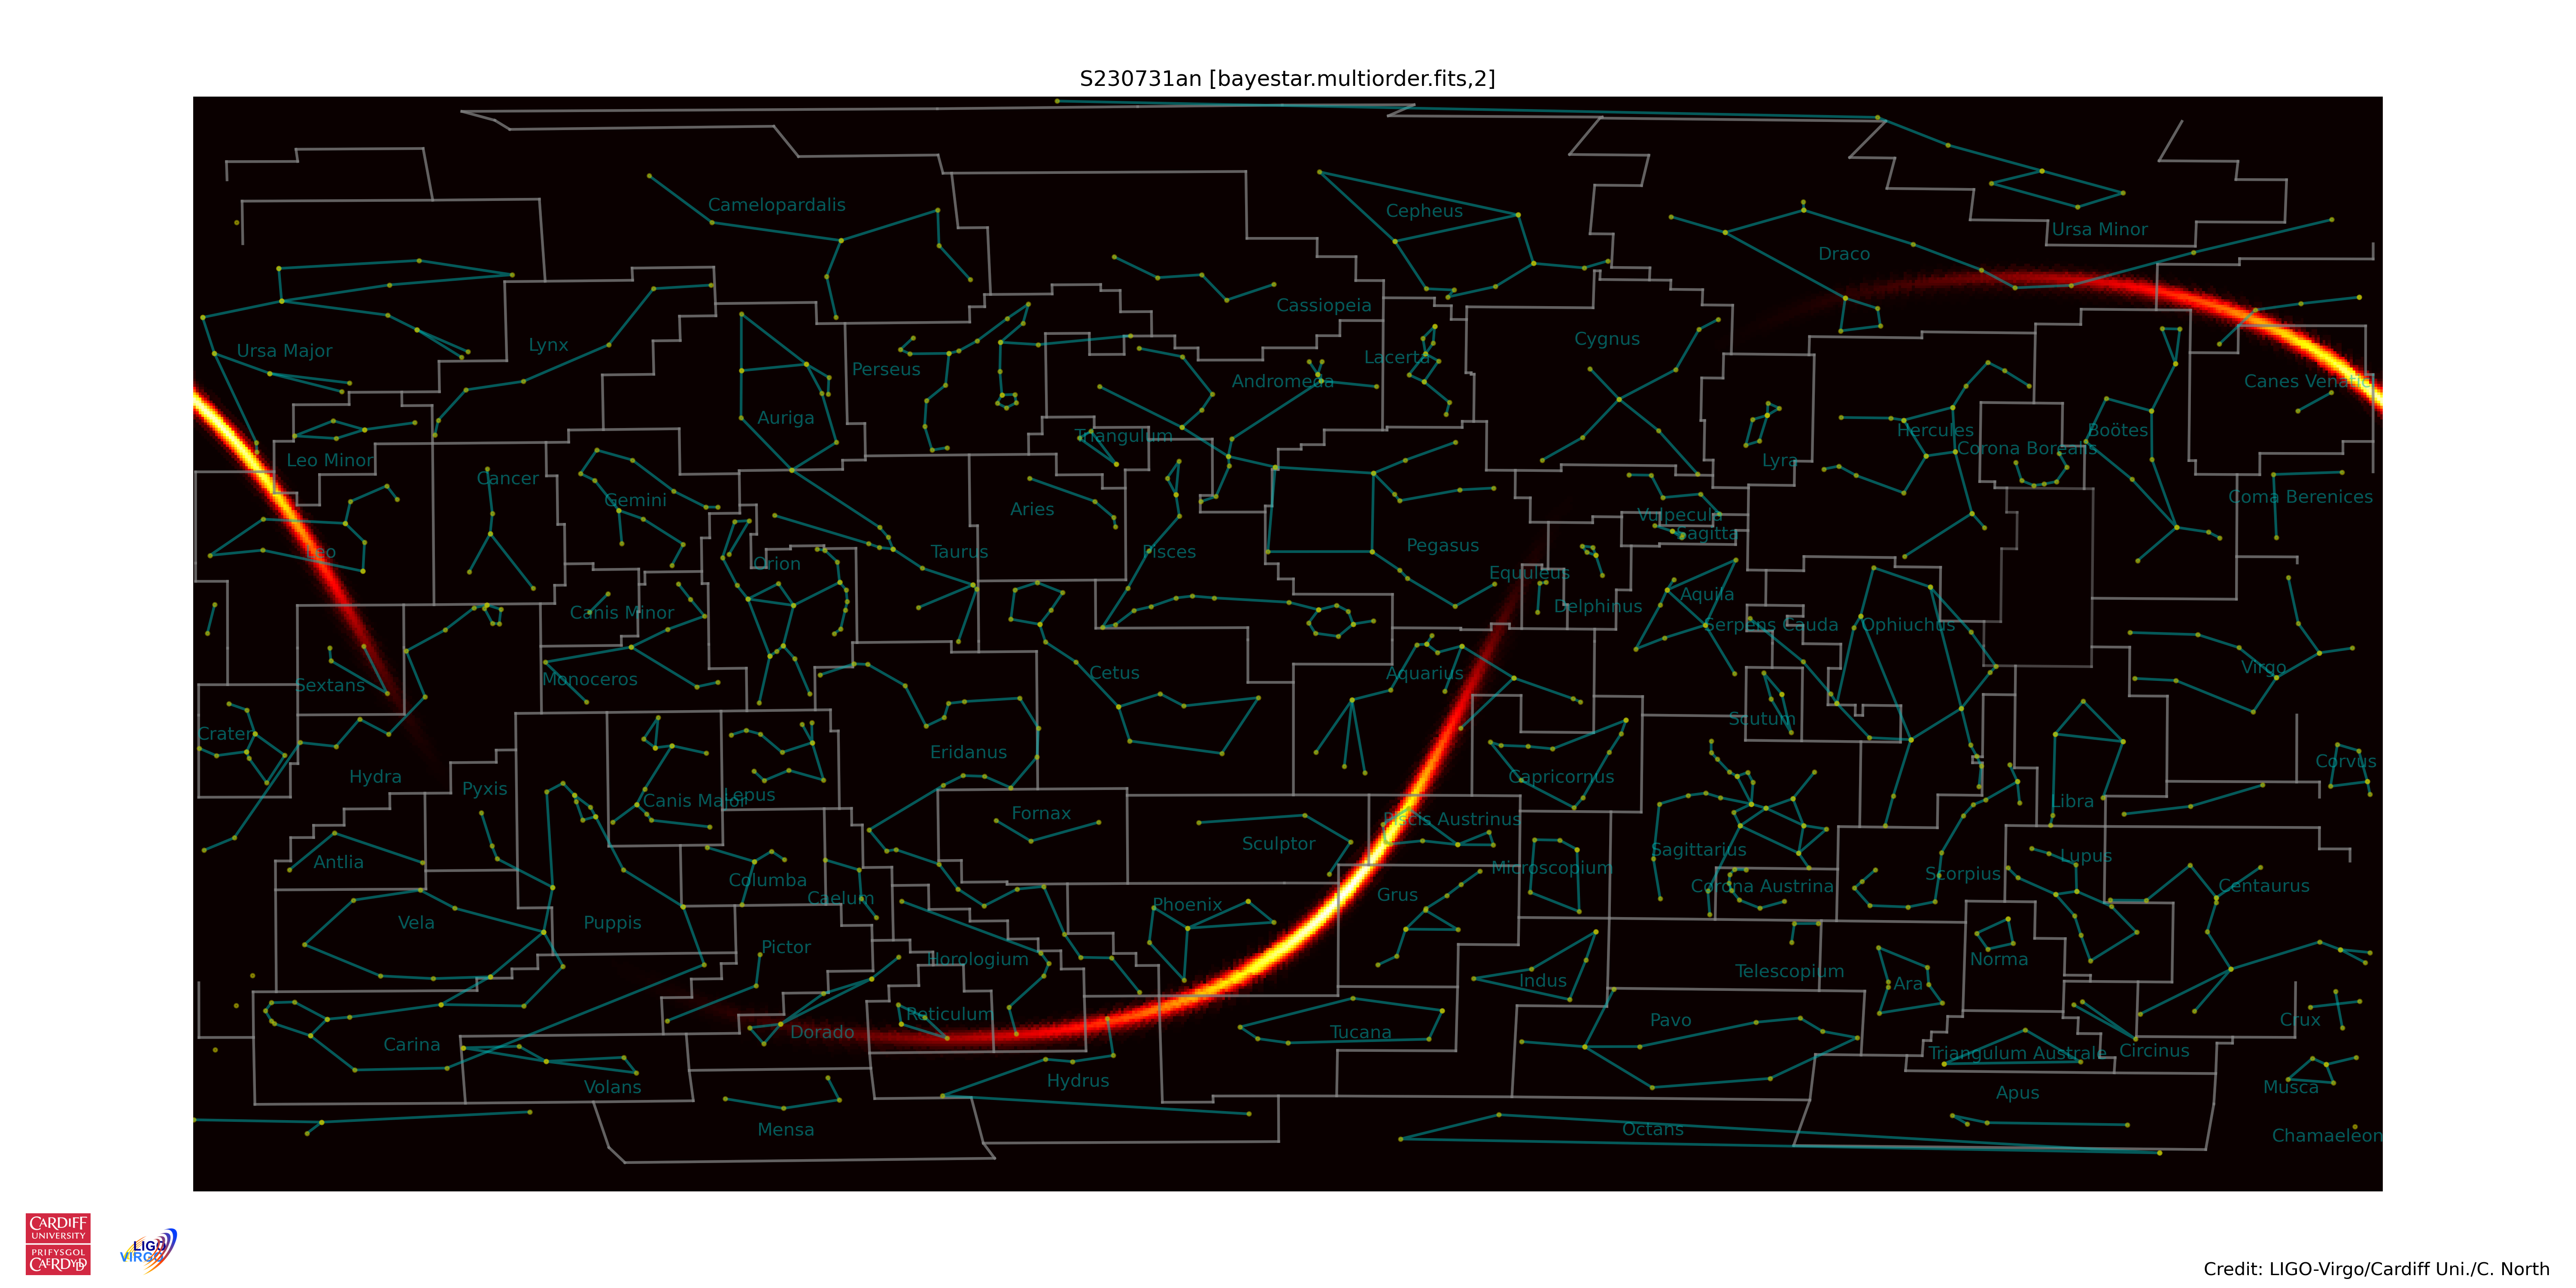 S230731an [bayestar.multiorder.fits,2]
Camelopardalis
Cepheus
Ursa Minor
Draco
Cassiopeia
Ursa Major
Lynx
Cygnus
Perseus
Lacerta
Andromeda
Canes Venatici
Auriga
Triangulum
Hercules
Boötes
Corona Borealis
Leo Minor
Lyra
Cancer
Gemini
Coma Berenices
Aries
Vulpecula
Sagitta
Leo
Orion
Taurus
Pisces
Pegasus
Equuleus
Canis Minor
Delphinus
Aquila
Serpens Cauda
Ophiuchus
Virgo
Sextans
Monoceros
Cetus
Aquarius
Crater
Scutum
Hydra
Eridanus
Capricornus
Corvus
Pyxis
Canis Major
Lepus
Libra
Fornax
Piscis Austrinus
Antlia
Sculptor
Sagittarius
Lupus
Columba
Caelum
Microscopium
Corona Austrina
Scorpius
Centaurus
Vela
Puppis
Phoenix
Grus
Pictor
Horologium
Telescopium
Norma
Indus
Ara
Reticulum
Carina
Dorado
Tucana
Pavo
Crux
Triangulum Australe
Circinus
Volans
Hydrus
Apus
Musca
Mensa
Octans
Chamaeleon
CARDIFF
UNIVERSITY
PRIFYSGOL
CAERDYDD
LIGO
VIRGO
Credit: LIGO-Virgo/Cardiff Uni./C. North